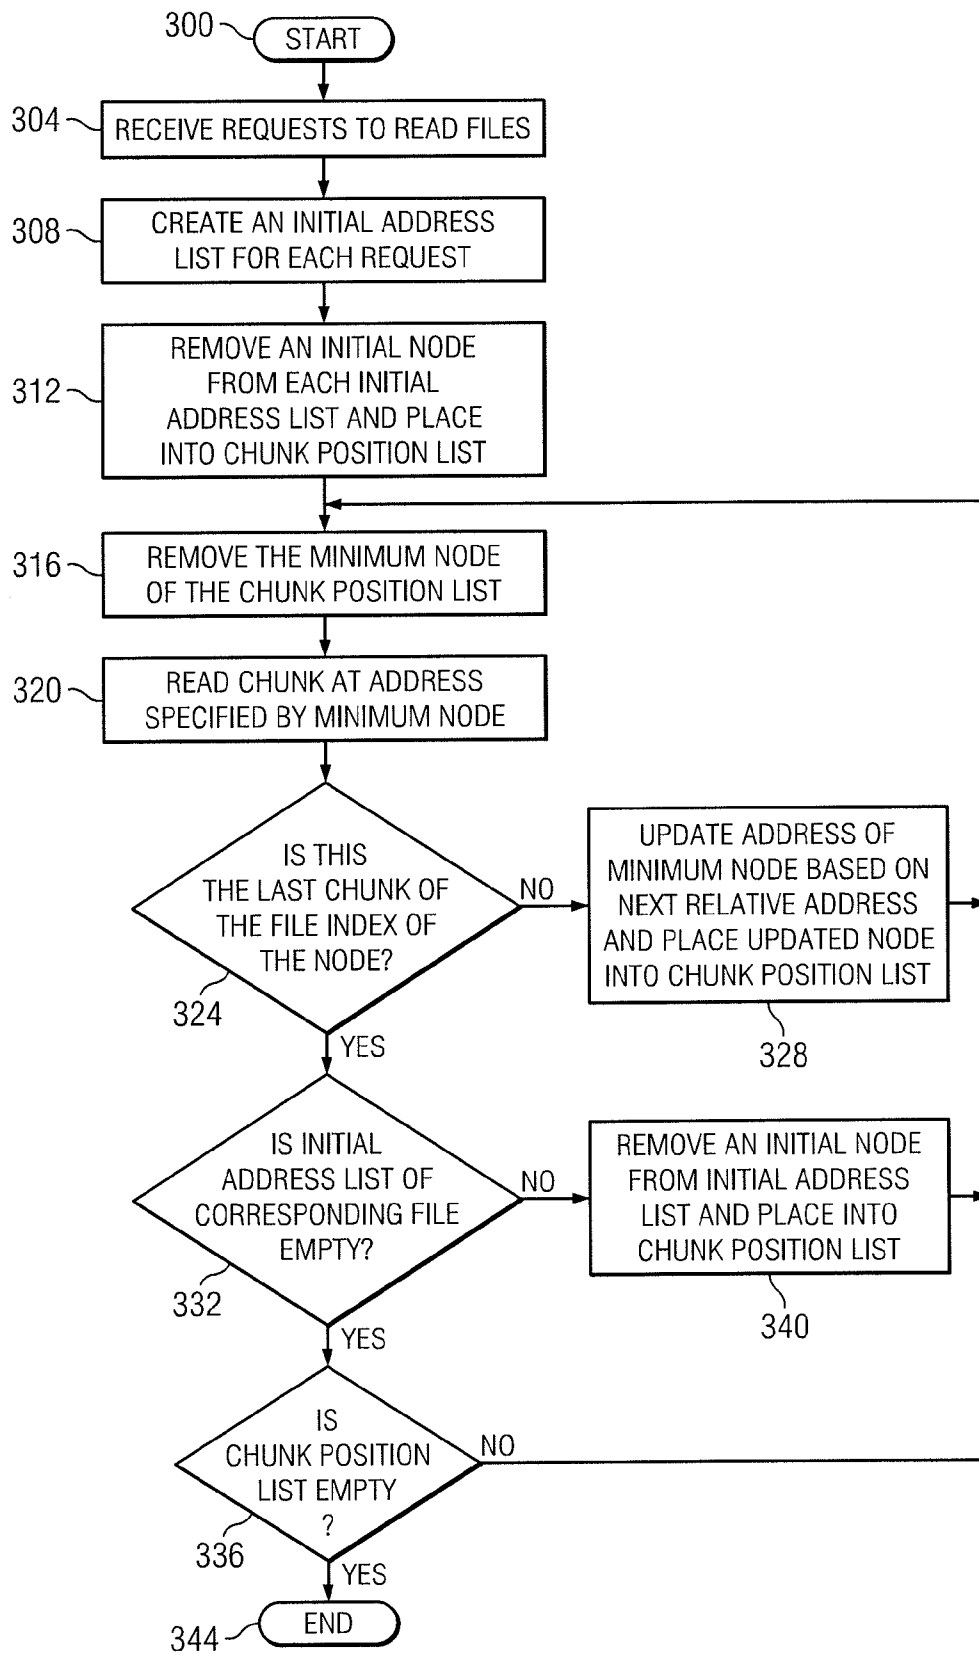 300
START
304
RECEIVE REQUESTS TO READ FILES
308
CREATE AN INITIAL ADDRESS
LIST FOR EACH REQUEST
312
REMOVE AN INITIAL NODE
FROM EACH INITIAL
ADDRESS LIST AND PLACE
INTO CHUNK POSITION LIST
316
REMOVE THE MINIMUM NODE
OF THE CHUNK POSITION LIST
320
READ CHUNK AT ADDRESS
SPECIFIED BY MINIMUM NODE
IS THIS
THE LAST CHUNK OF
THE FILE INDEX OF
THE NODE?
324
NO
UPDATE ADDRESS OF
MINIMUM NODE BASED ON
NEXT RELATIVE ADDRESS
AND PLACE UPDATED NODE
INTO CHUNK POSITION LIST
328
YES
IS INITIAL
ADDRESS LIST OF
CORRESPONDING FILE
EMPTY?
332
NO
REMOVE AN INITIAL NODE
FROM INITIAL ADDRESS
LIST AND PLACE INTO
CHUNK POSITION LIST
340
YES
IS
CHUNK POSITION
LIST EMPTY
?
336
NO
YES
344
END